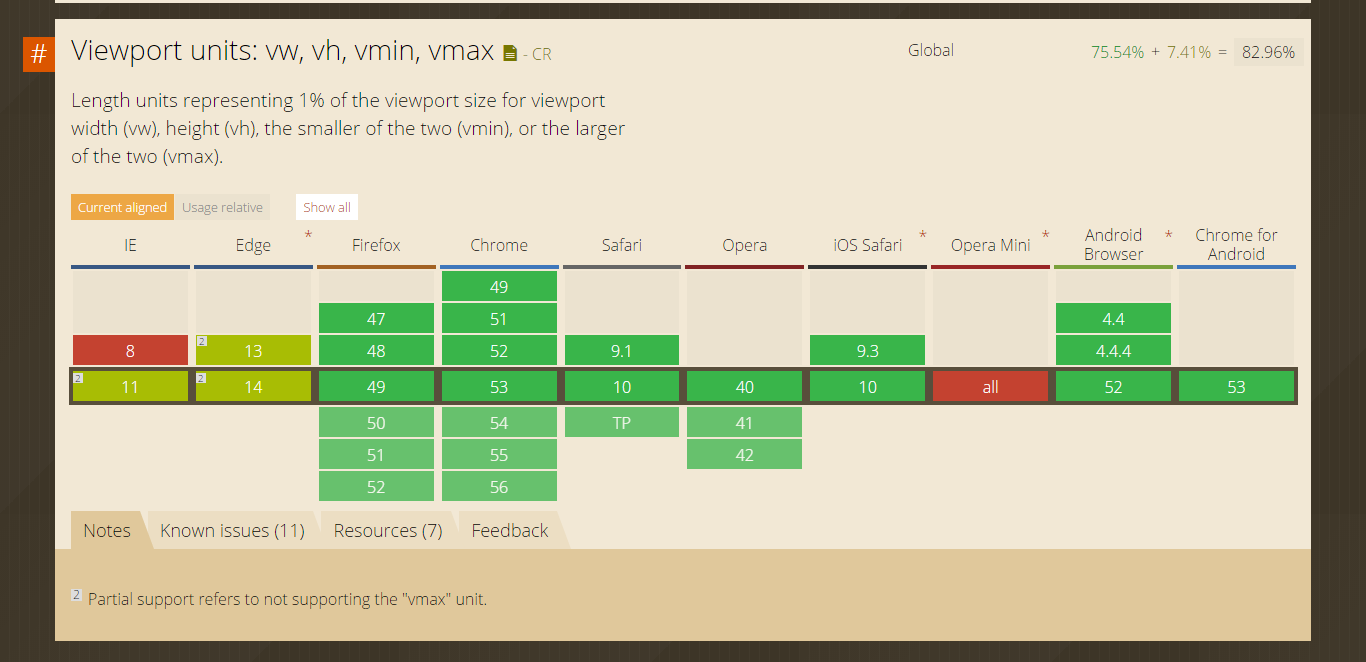 # Viewport units: vw, vh, vmin, vmax - CR Global 75.54% + 7.41% = 82.96%
Length units representing 1% of the viewport size for viewport
width (vw), height (vh), the smaller of the two (vmin), or the larger
of the two (vmax).
Current aligned Usage relative Show all
IE Edge * Firefox Chrome Safari Opera iOS Safari * Opera Mini * Android Browser * Chrome for Android
49
47 51 4.4
8 2 13 48 52 9.1 9.3 4.4.4
2 11 2 14 49 53 10 40 10 all 52 53
50 54 TP 41
51 55 42
52 56
Notes Known issues (11) Resources (7) Feedback
2 Partial support refers to not supporting the "vmax" unit.